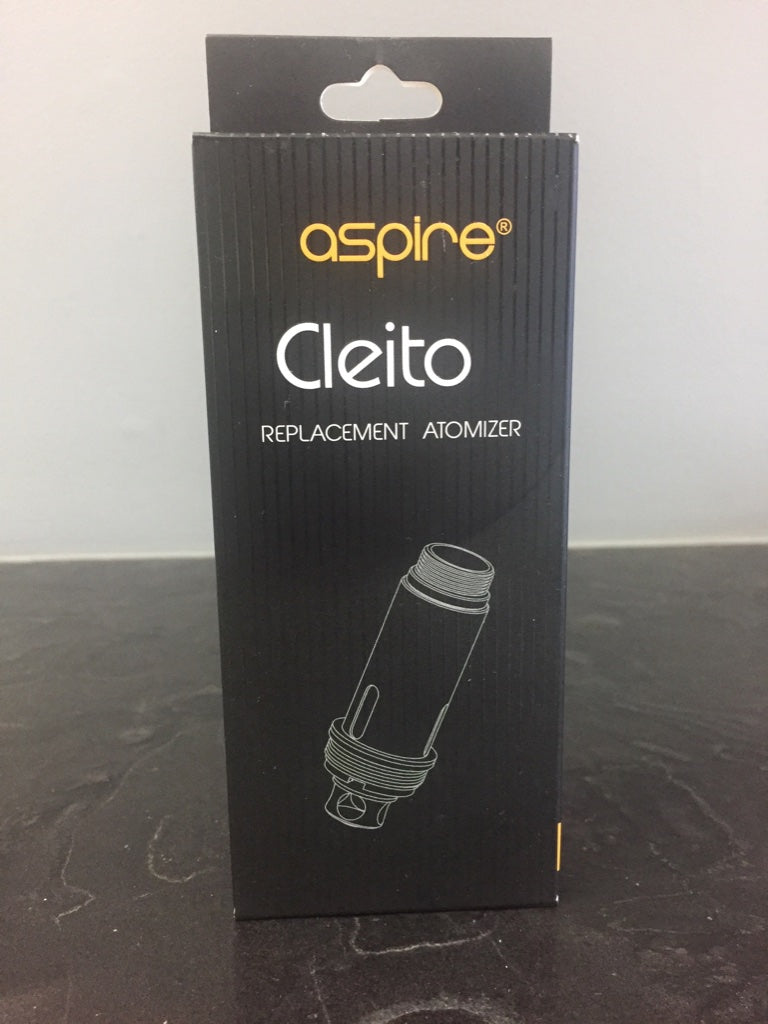 aspire®
Cleito
REPLACEMENT ATOMIZER